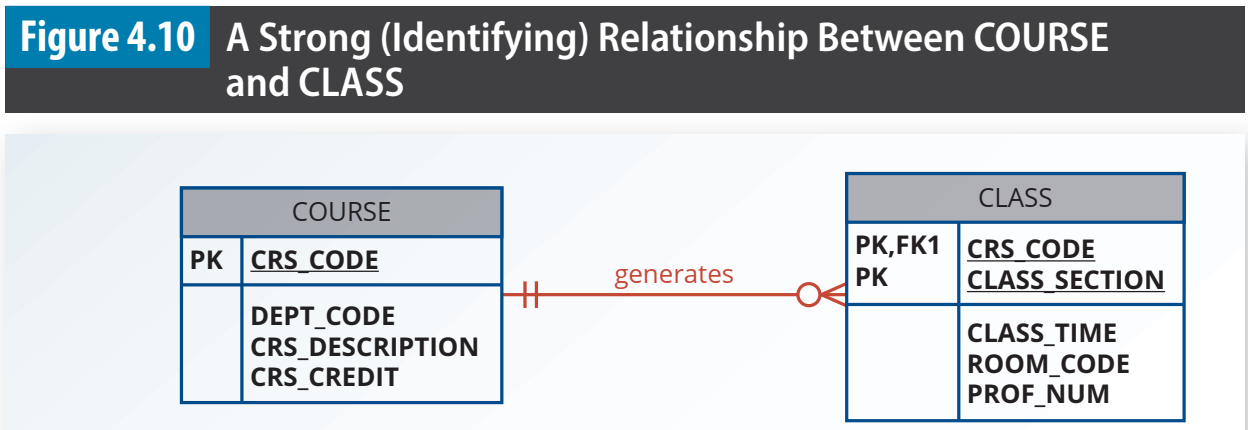 Figure 4.10 A Strong (Identifying) Relationship Between COURSE
and CLASS
COURSE
PK CRS_CODE
DEPT_CODE
CRS_DESCRIPTION
CRS_CREDIT
generates
CLASS
PK,FK1 CRS_CODE
PK CLASS_SECTION
CLASS_TIME
ROOM_CODE
PROF_NUM